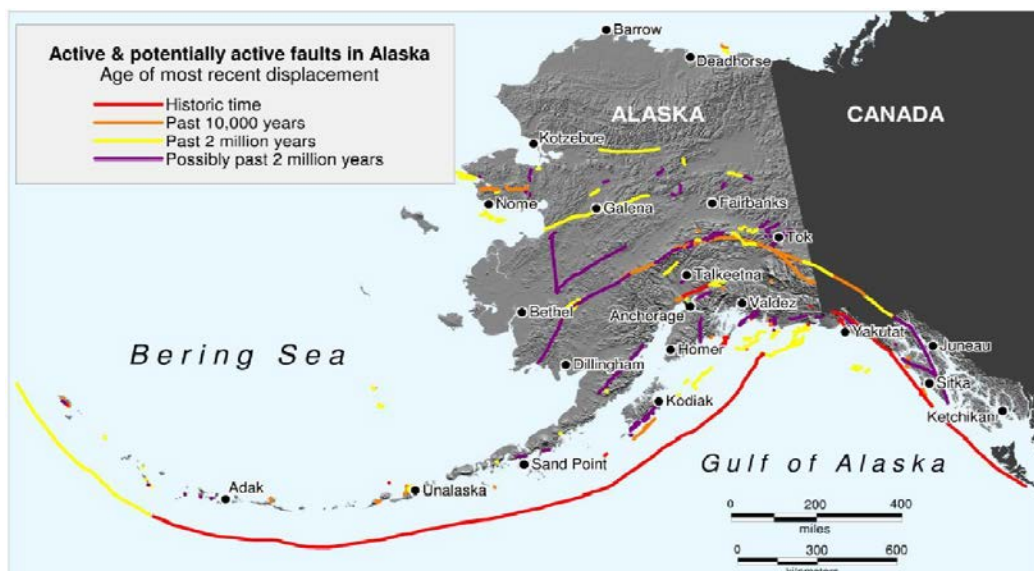 Active & potentially active faults in Alaska
Age of most recent displacement
Historic time
Past 10,000 years
Past 2 million years
Possibly past 2 million years
Barrow
Deadhorse
ALASKA
CANADA
Kotzebue
Nome
Galena
Fairbanks
Tok
Talkeetna
Bethel
Anchorage
Valdez
Yakutat
Bering Sea
Homer
Juneau
Dillingham
Sitka
Kodiak
Ketchikan
Sand Point
Gulf of Alaska
Adak
Unalaska
0 200 400
miles
0 300 600
kilometers